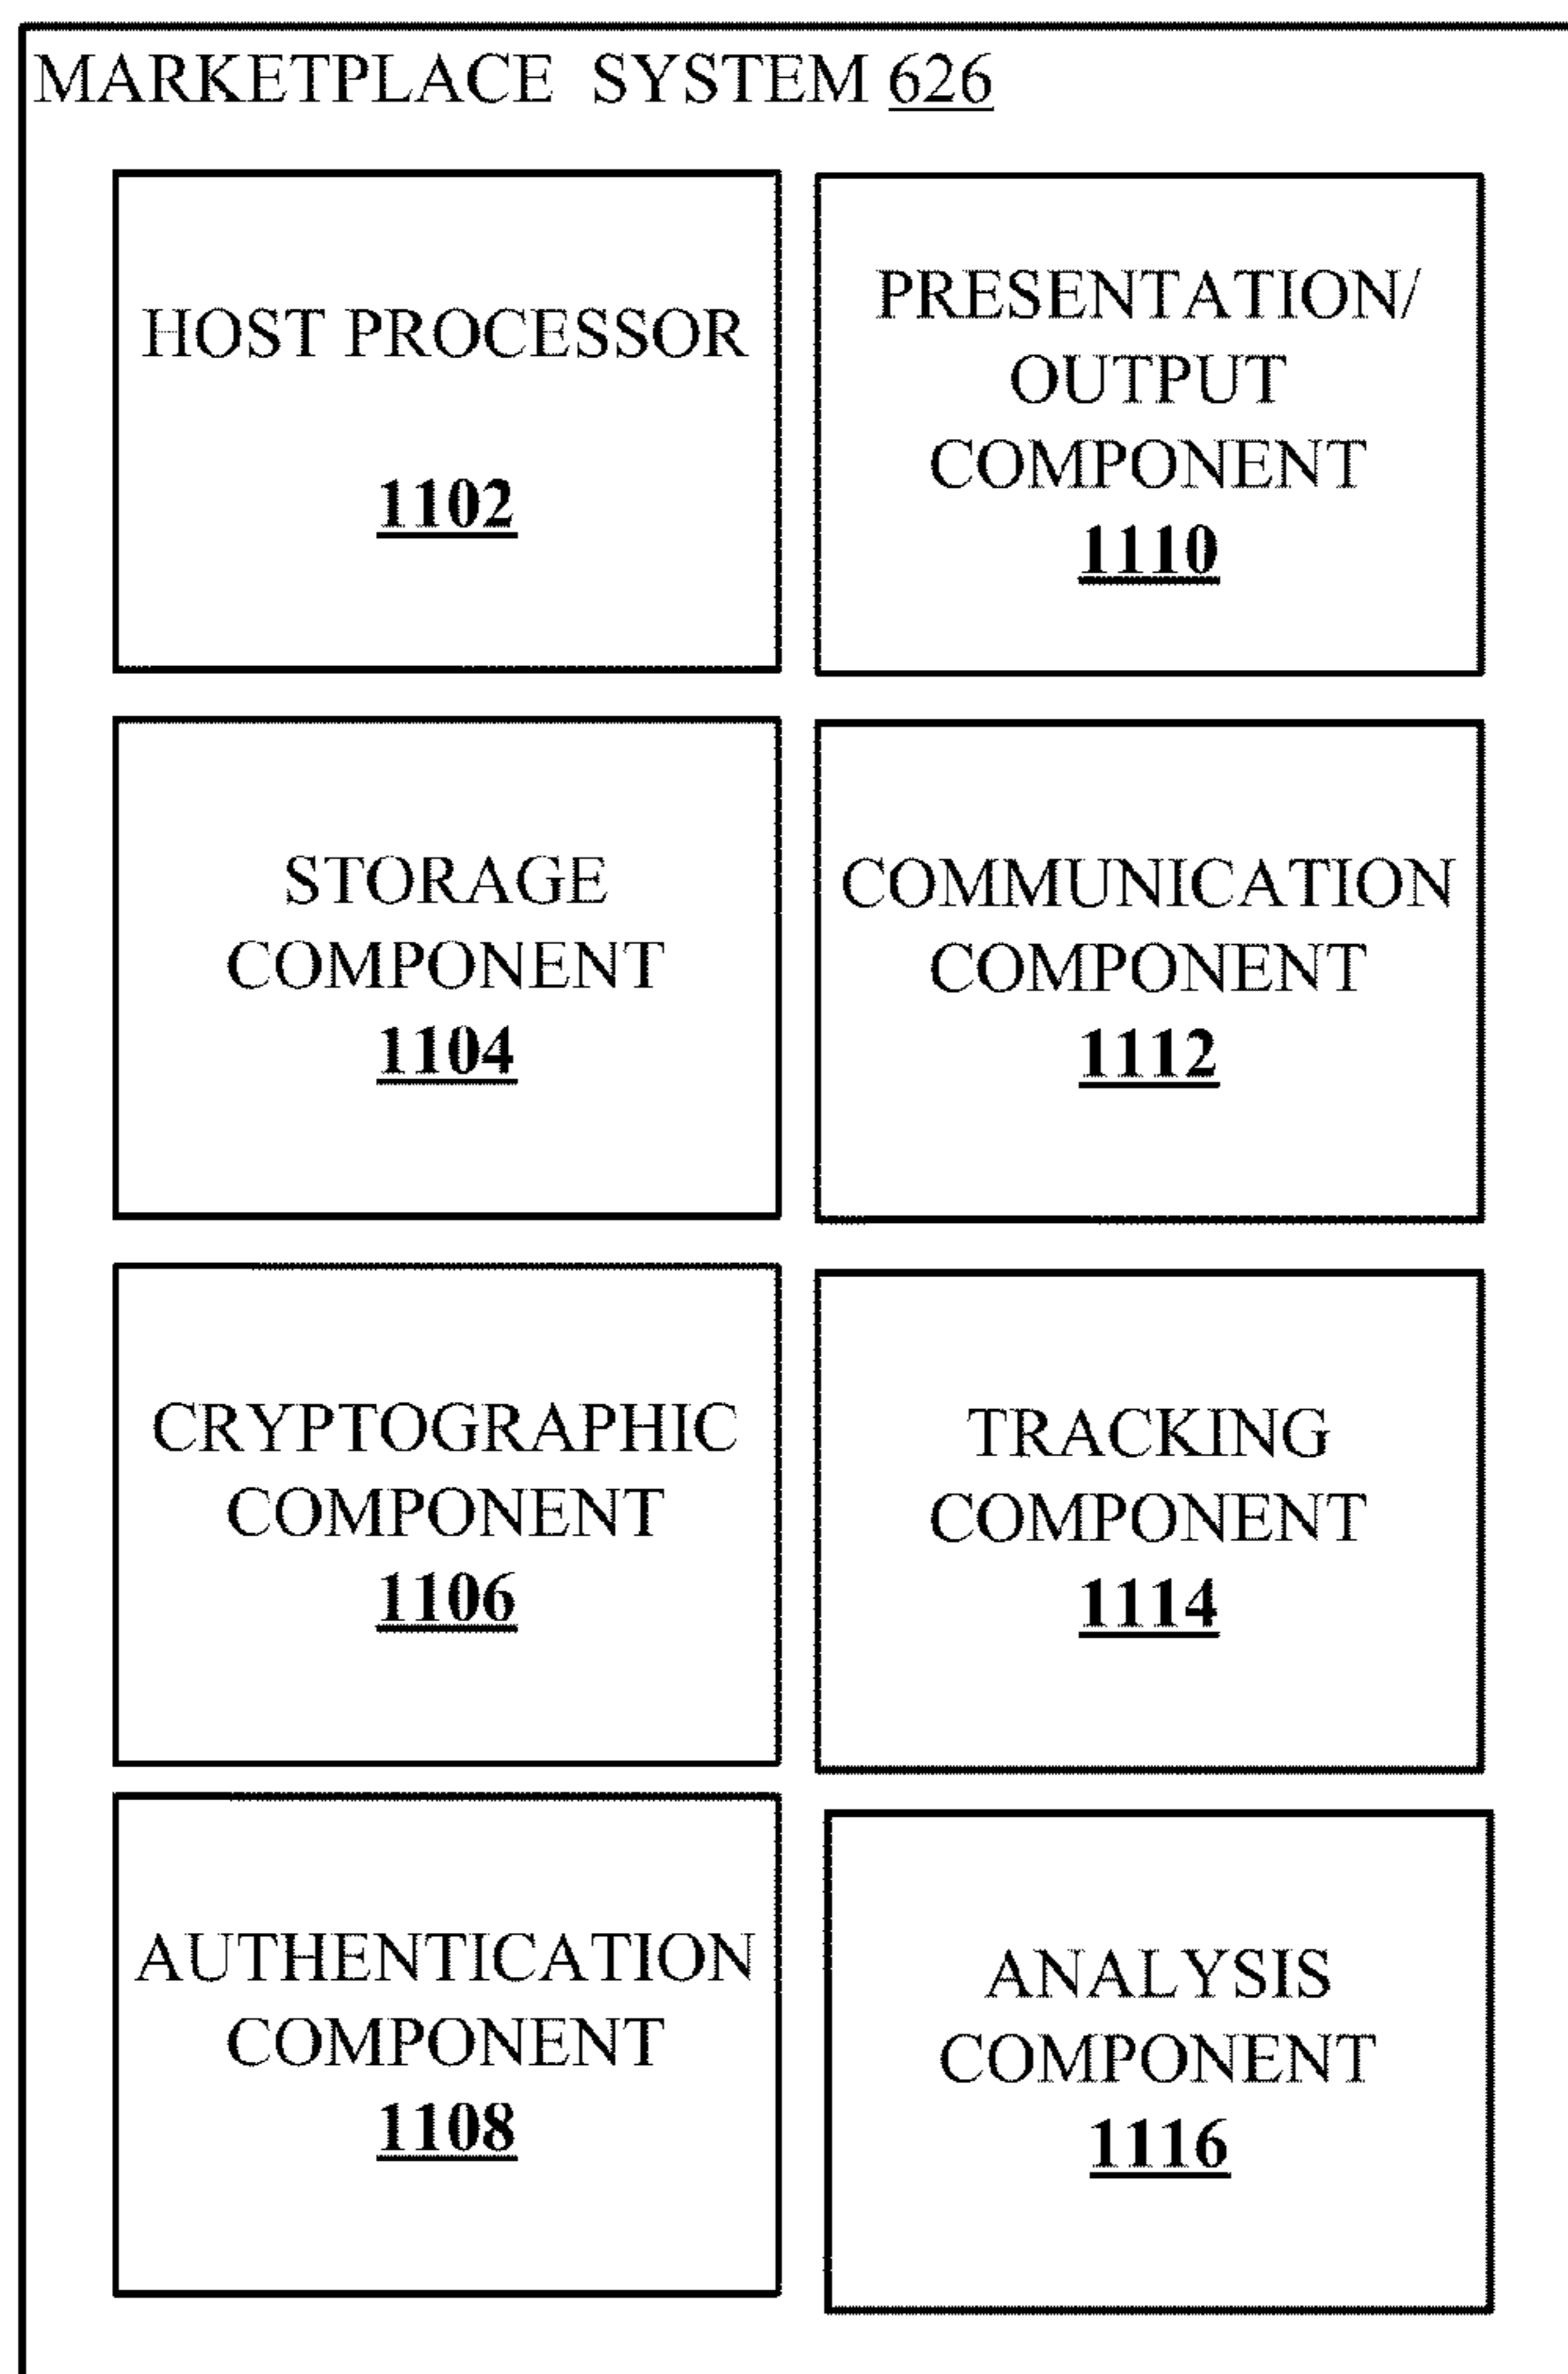 MARKETPLACE SYSTEM 626
HOST PROCESSOR
1102
PRESENTATION/
OUTPUT
COMPONENT
1110
STORAGE
COMPONENT
1104
COMMUNICATION
COMPONENT
1112
CRYPTOGRAPHIC
COMPONENT
1106
TRACKING
COMPONENT
1114
AUTHENTICATION
COMPONENT
1108
ANALYSIS
COMPONENT
1116